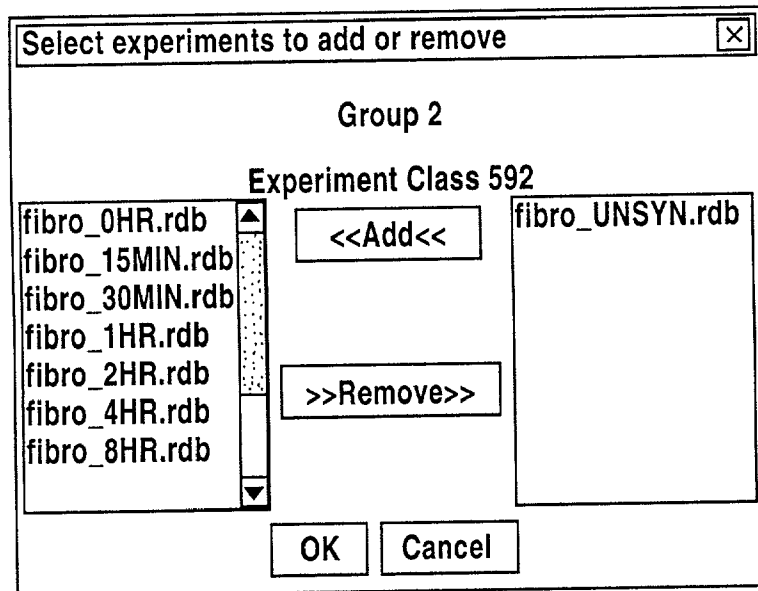 Select experiments to add or remove
Group 2
Experiment Class 592
fibro_0HR.rdb
fibro_15MIN.rdb
fibro_30MIN.rdb
fibro_1HR.rdb
fibro_2HR.rdb
fibro_4HR.rdb
fibro_8HR.rdb
<<Add<<
>>Remove>>
fibro_UNSYN.rdb
OK
Cancel